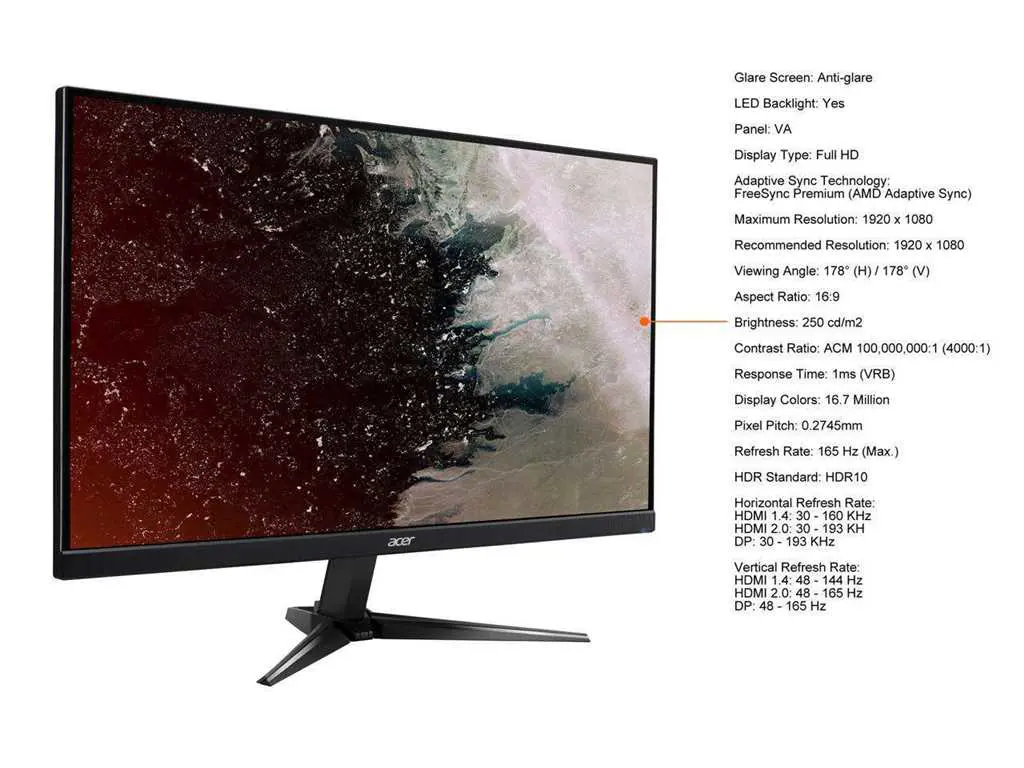 Glare Screen: Anti-glare
LED Backlight: Yes
Panel: VA
Display Type: Full HD
Adaptive Sync Technology:
FreeSync Premium (AMD Adaptive Sync)
Maximum Resolution: 1920 x 1080
Recommended Resolution: 1920 x 1080
Viewing Angle: 178° (H) / 178° (V)
Aspect Ratio: 16:9
Brightness: 250 cd/m2
Contrast Ratio: ACM 100,000,000:1 (4000:1)
Response Time: 1ms (VRB)
Display Colors: 16.7 Million
Pixel Pitch: 0.2745mm
Refresh Rate: 165 Hz (Max.)
HDR Standard: HDR10
Horizontal Refresh Rate:
HDMI 1.4: 30 - 160 KHz
HDMI 2.0: 30 - 193 KH
DP: 30 - 193 KHz
Vertical Refresh Rate:
HDMI 1.4: 48 - 144 Hz
HDMI 2.0: 48 - 165 Hz
DP: 48 - 165 Hz
acer